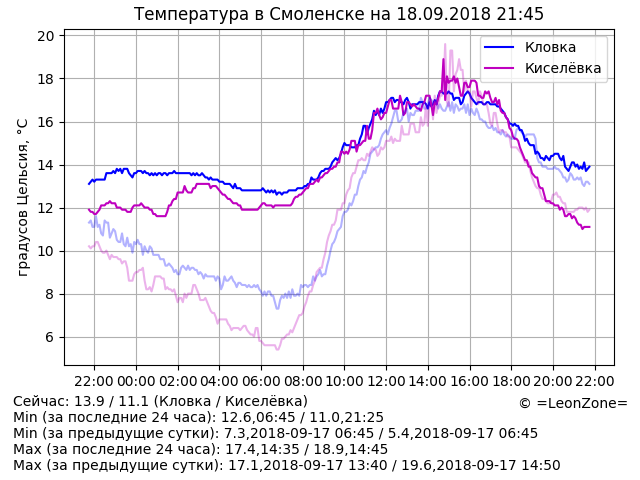 Температура в Смоленске на 18.09.2018 21:45
градусов Цельсия, °C
20
18
16
14
12
10
8
6
Кловка
Киселёвка
22:00 00:00 02:00 04:00 06:00 08:00 10:00 12:00 14:00 16:00 18:00 20:00 22:00
Сейчас: 13.9 / 11.1 (Кловка / Киселёвка)
© =LeonZone=
Min (за последние 24 часа): 12.6,06:45 / 11.0,21:25
Min (за предыдущие сутки): 7.3,2018-09-17 06:45 / 5.4,2018-09-17 06:45
Max (за последние 24 часа): 17.4,14:35 / 18.9,14:45
Max (за предыдущие сутки): 17.1,2018-09-17 13:40 / 19.6,2018-09-17 14:50